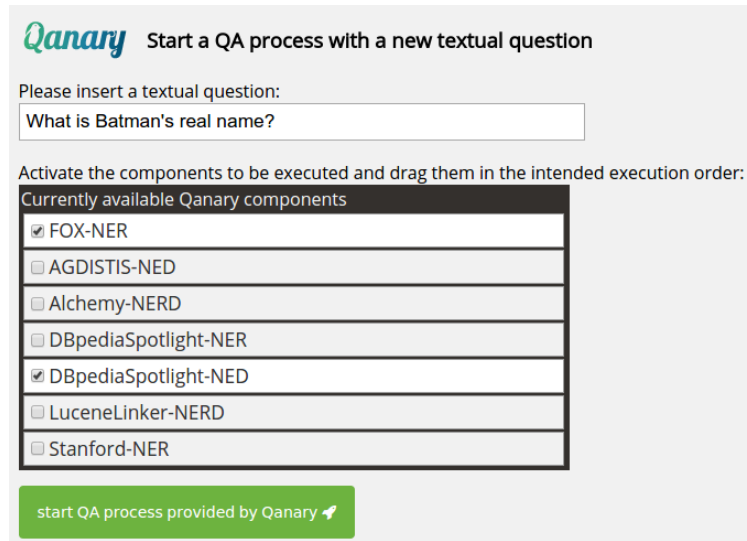 Qanary Start a QA process with a new textual question
Please insert a textual question:
What is Batman's real name?
Activate the components to be executed and drag them in the intended execution order:
Currently available Qanary components
FOX-NER
AGDISTIS-NED
Alchemy-NERD
DBpediaSpotlight-NER
DBpediaSpotlight-NED
LuceneLinker-NERD
Stanford-NER
start QA process provided by Qanary